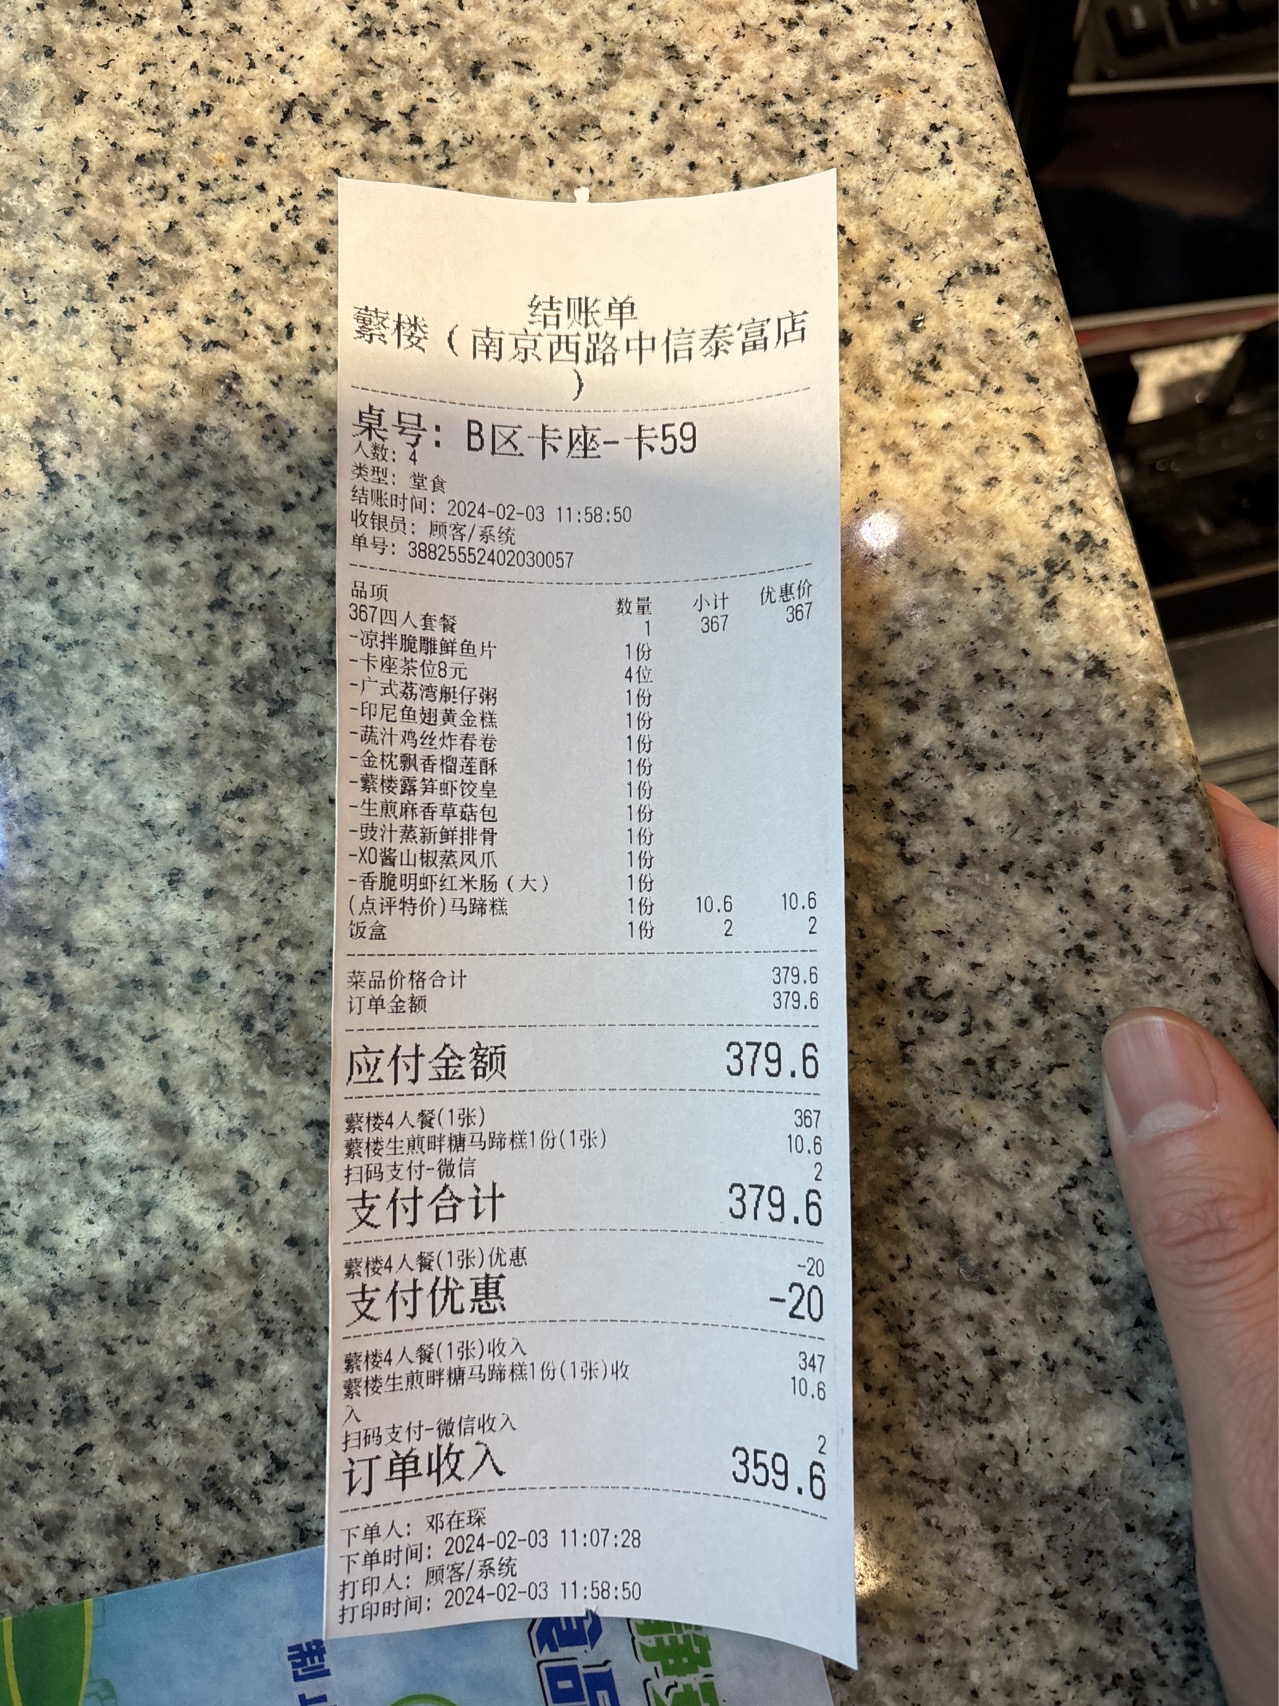 结账单
蘩楼（南京西路中信泰富店
）
桌号：B区卡座-卡59
人数：4
类型：堂食
结账时间：2024-02-03 11:58:50
收银员：顾客/系统
单号：38825552402030057
品项 数量 小计 优惠价
367四人套餐 1 367 367
-凉拌脆雕鲜鱼片 1份
-卡座茶位8元 4位
-广式荔湾艇仔粥 1份
-印尼鱼翅黄金糕 1份
-蔬汁鸡丝炸春卷 1份
-金枕飘香榴莲酥 1份
-蘩楼露笋虾饺皇 1份
-生煎麻香草菇包 1份
-豉汁蒸新鲜排骨 1份
-XO酱山椒蒸凤爪 1份
-香脆明虾红米肠（大） 1份
(点评特价)马蹄糕 1份 10.6 10.6
饭盒 1份 2 2
菜品价格合计 379.6
订单金额 379.6
应付金额 379.6
蘩楼4人餐(1张) 367
蘩楼生煎畔糖马蹄糕1份(1张) 10.6
扫码支付-微信 2
支付合计 379.6
蘩楼4人餐(1张)优惠 -20
支付优惠 -20
蘩楼4人餐(1张)收入 347
蘩楼生煎畔糖马蹄糕1份(1张)收 10.6
入
扫码支付-微信收入 2
订单收入 359.6
下单人：邓在琛
下单时间：2024-02-03 11:07:28
打印人：顾客/系统
打印时间：2024-02-03 11:58:50
制